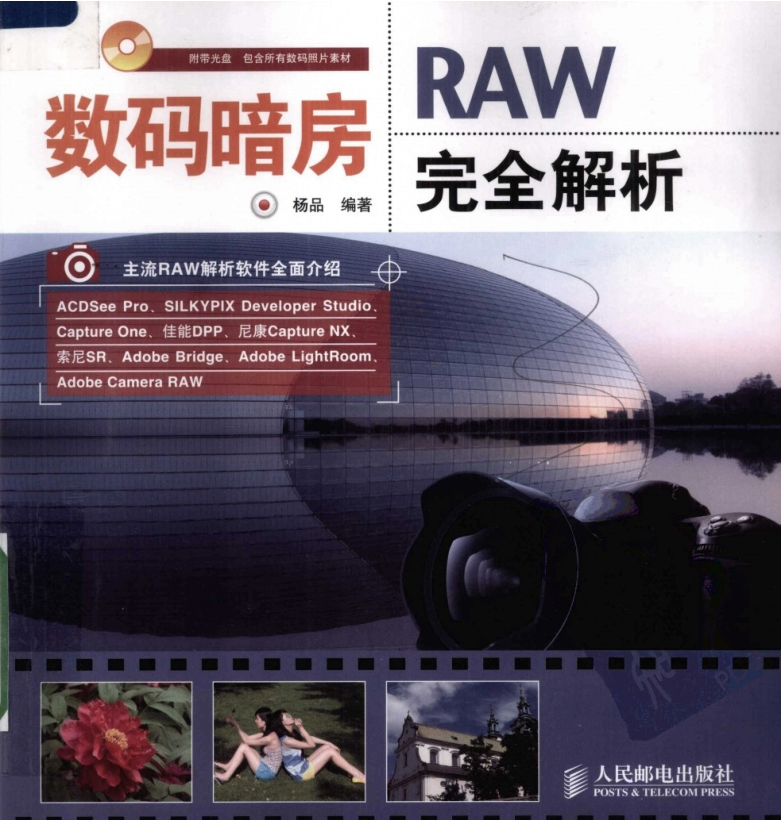 附带光盘 包含所有数码照片素材
数码暗房
RAW
完全解析
杨品 编著
主流RAW解析软件全面介绍
ACDSee Pro、SILKYPIX Developer Studio、
Capture One、佳能DPP、尼康Capture NX、
索尼SR、Adobe Bridge、Adobe LightRoom、
Adobe Camera RAW
人民邮电出版社
POSTS & TELECOM PRESS